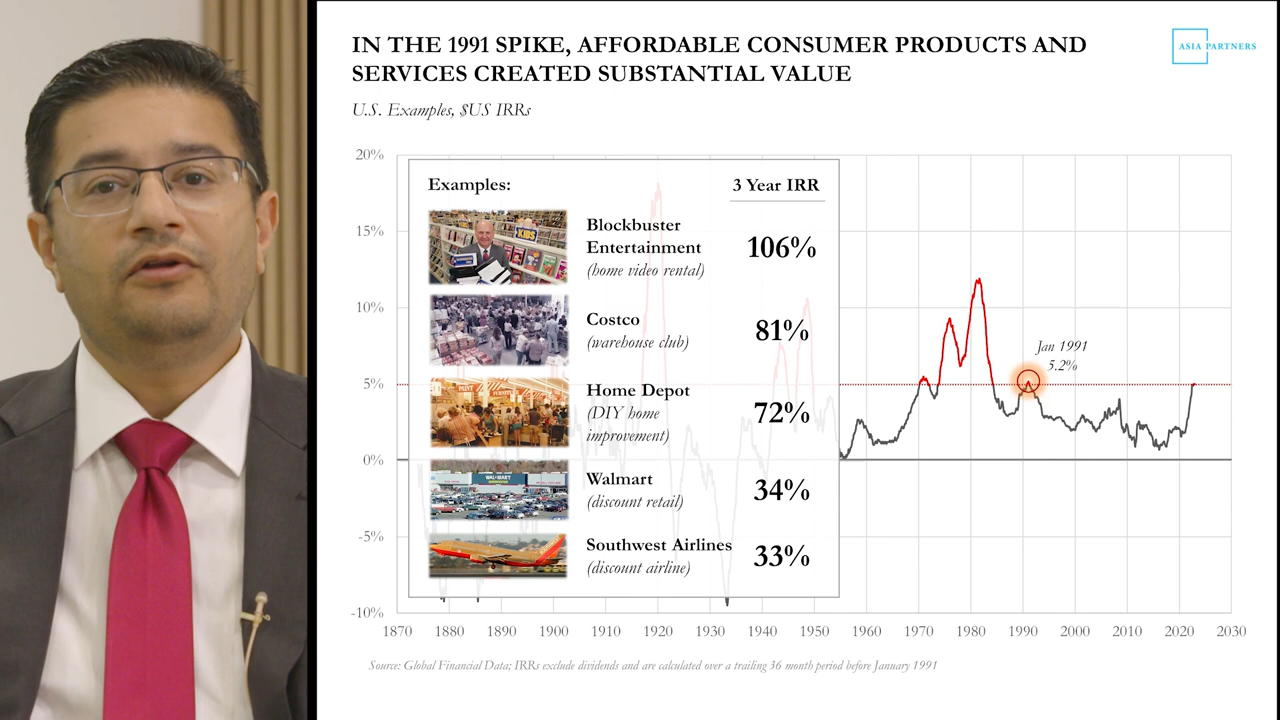 IN THE 1991 SPIKE, AFFORDABLE CONSUMER PRODUCTS AND
SERVICES CREATED SUBSTANTIAL VALUE
ASIA PARTNERS
U.S. Examples, $US IRRs
20%
15%
10%
5%
0%
-5%
-10%
Examples:
3 Year IRR
KIDS
Blockbuster
Entertainment
(home video rental)
106%
Costco
(warehouse club)
81%
Home Depot
(DIY home
improvement)
72%
WAL-MART
Walmart
(discount retail)
34%
Southwest Airlines
(discount airline)
33%
Jan 1991
5.2%
1870 1880 1890 1900 1910 1920 1930 1940 1950 1960 1970 1980 1990 2000 2010 2020 2030
Source: Global Financial Data; IRRs exclude dividends and are calculated over a trailing 36 month period before January 1991